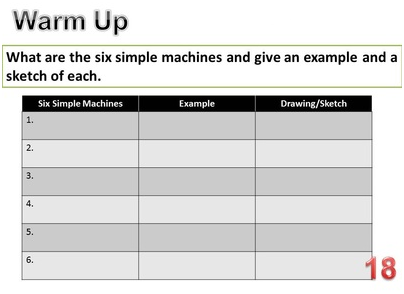 Warm Up
What are the six simple machines and give an example and a
sketch of each.
Six Simple Machines Example Drawing/Sketch
1.
2.
3.
4.
5.
6.
18